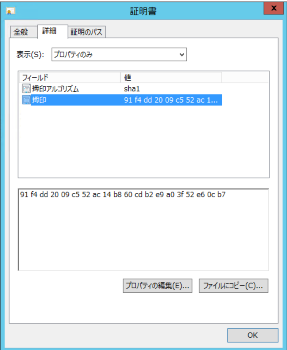 証明書
x
全般 詳細 証明のパス
表示(S): プロパティのみ
フィールド 値
拇印アルゴリズム sha1
拇印 91 f4 dd 20 09 c5 52 ac 1...
91 f4 dd 20 09 c5 52 ac 14 b8 60 cd b2 e9 a0 3f 52 e6 0c b7
プロパティの編集(E)... ファイルにコピー(C)...
OK